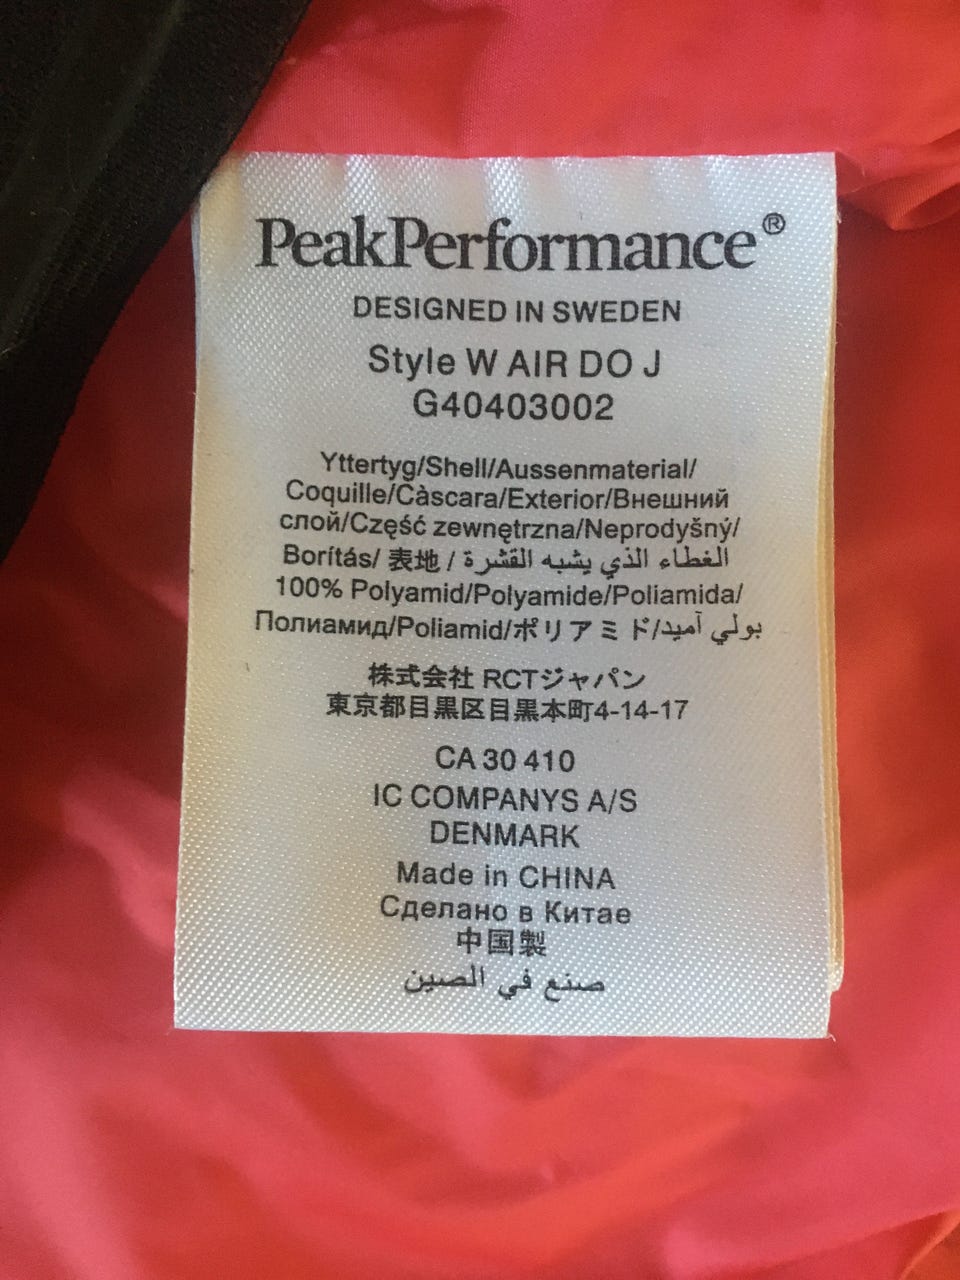 PeakPerformance®
DESIGNED IN SWEDEN
Style W AIR DO J
G40403002
Yttertyg/Shell/Aussenmaterial/
Coquille/Càscara/Exterior/Внешний
слой/Część zewnętrzna/Neprodyšný/
Borítás/ 表地 / الغطاء الذي يشبه القشرة
100% Polyamid/Polyamide/Poliamida/
Полиамид/Poliamid/ポリアミド/بولي آميد
株式会社 RCTジャパン
東京都目黒区目黒本町4-14-17
CA 30 410
IC COMPANYS A/S
DENMARK
Made in CHINA
Сделано в Китае
中国製
صنع في الصين